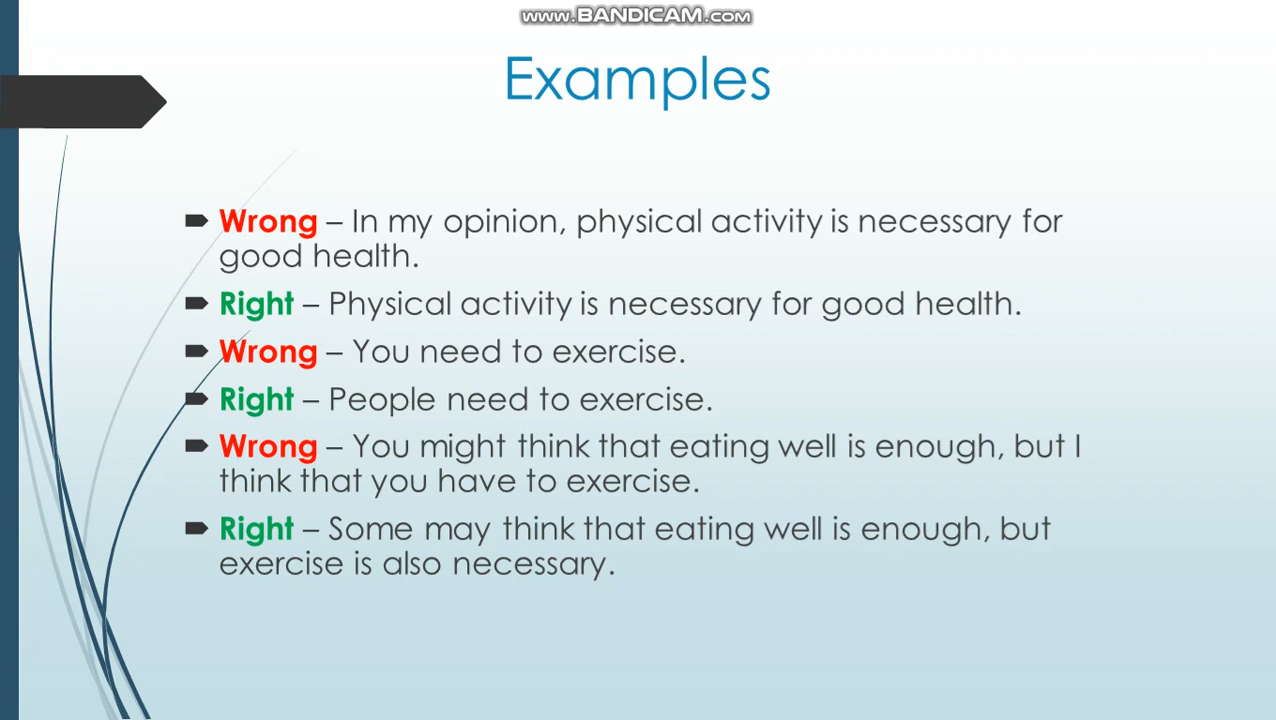 www.BANDICAM.com
Examples
Wrong – In my opinion, physical activity is necessary for
good health.
Right – Physical activity is necessary for good health.
Wrong – You need to exercise.
Right – People need to exercise.
Wrong – You might think that eating well is enough, but I
think that you have to exercise.
Right – Some may think that eating well is enough, but
exercise is also necessary.